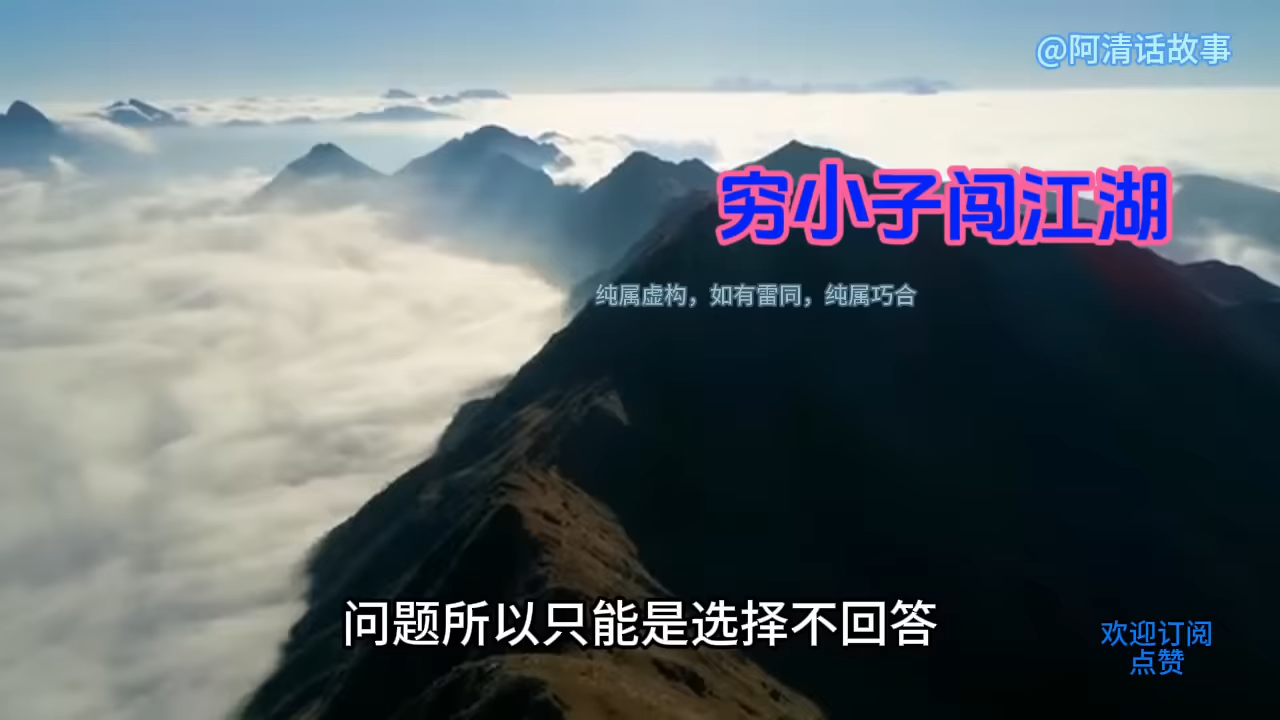 @阿清话故事
穷小子闯江湖
纯属虚构，如有雷同，纯属巧合
问题所以只能是选择不回答
欢迎订阅
点赞